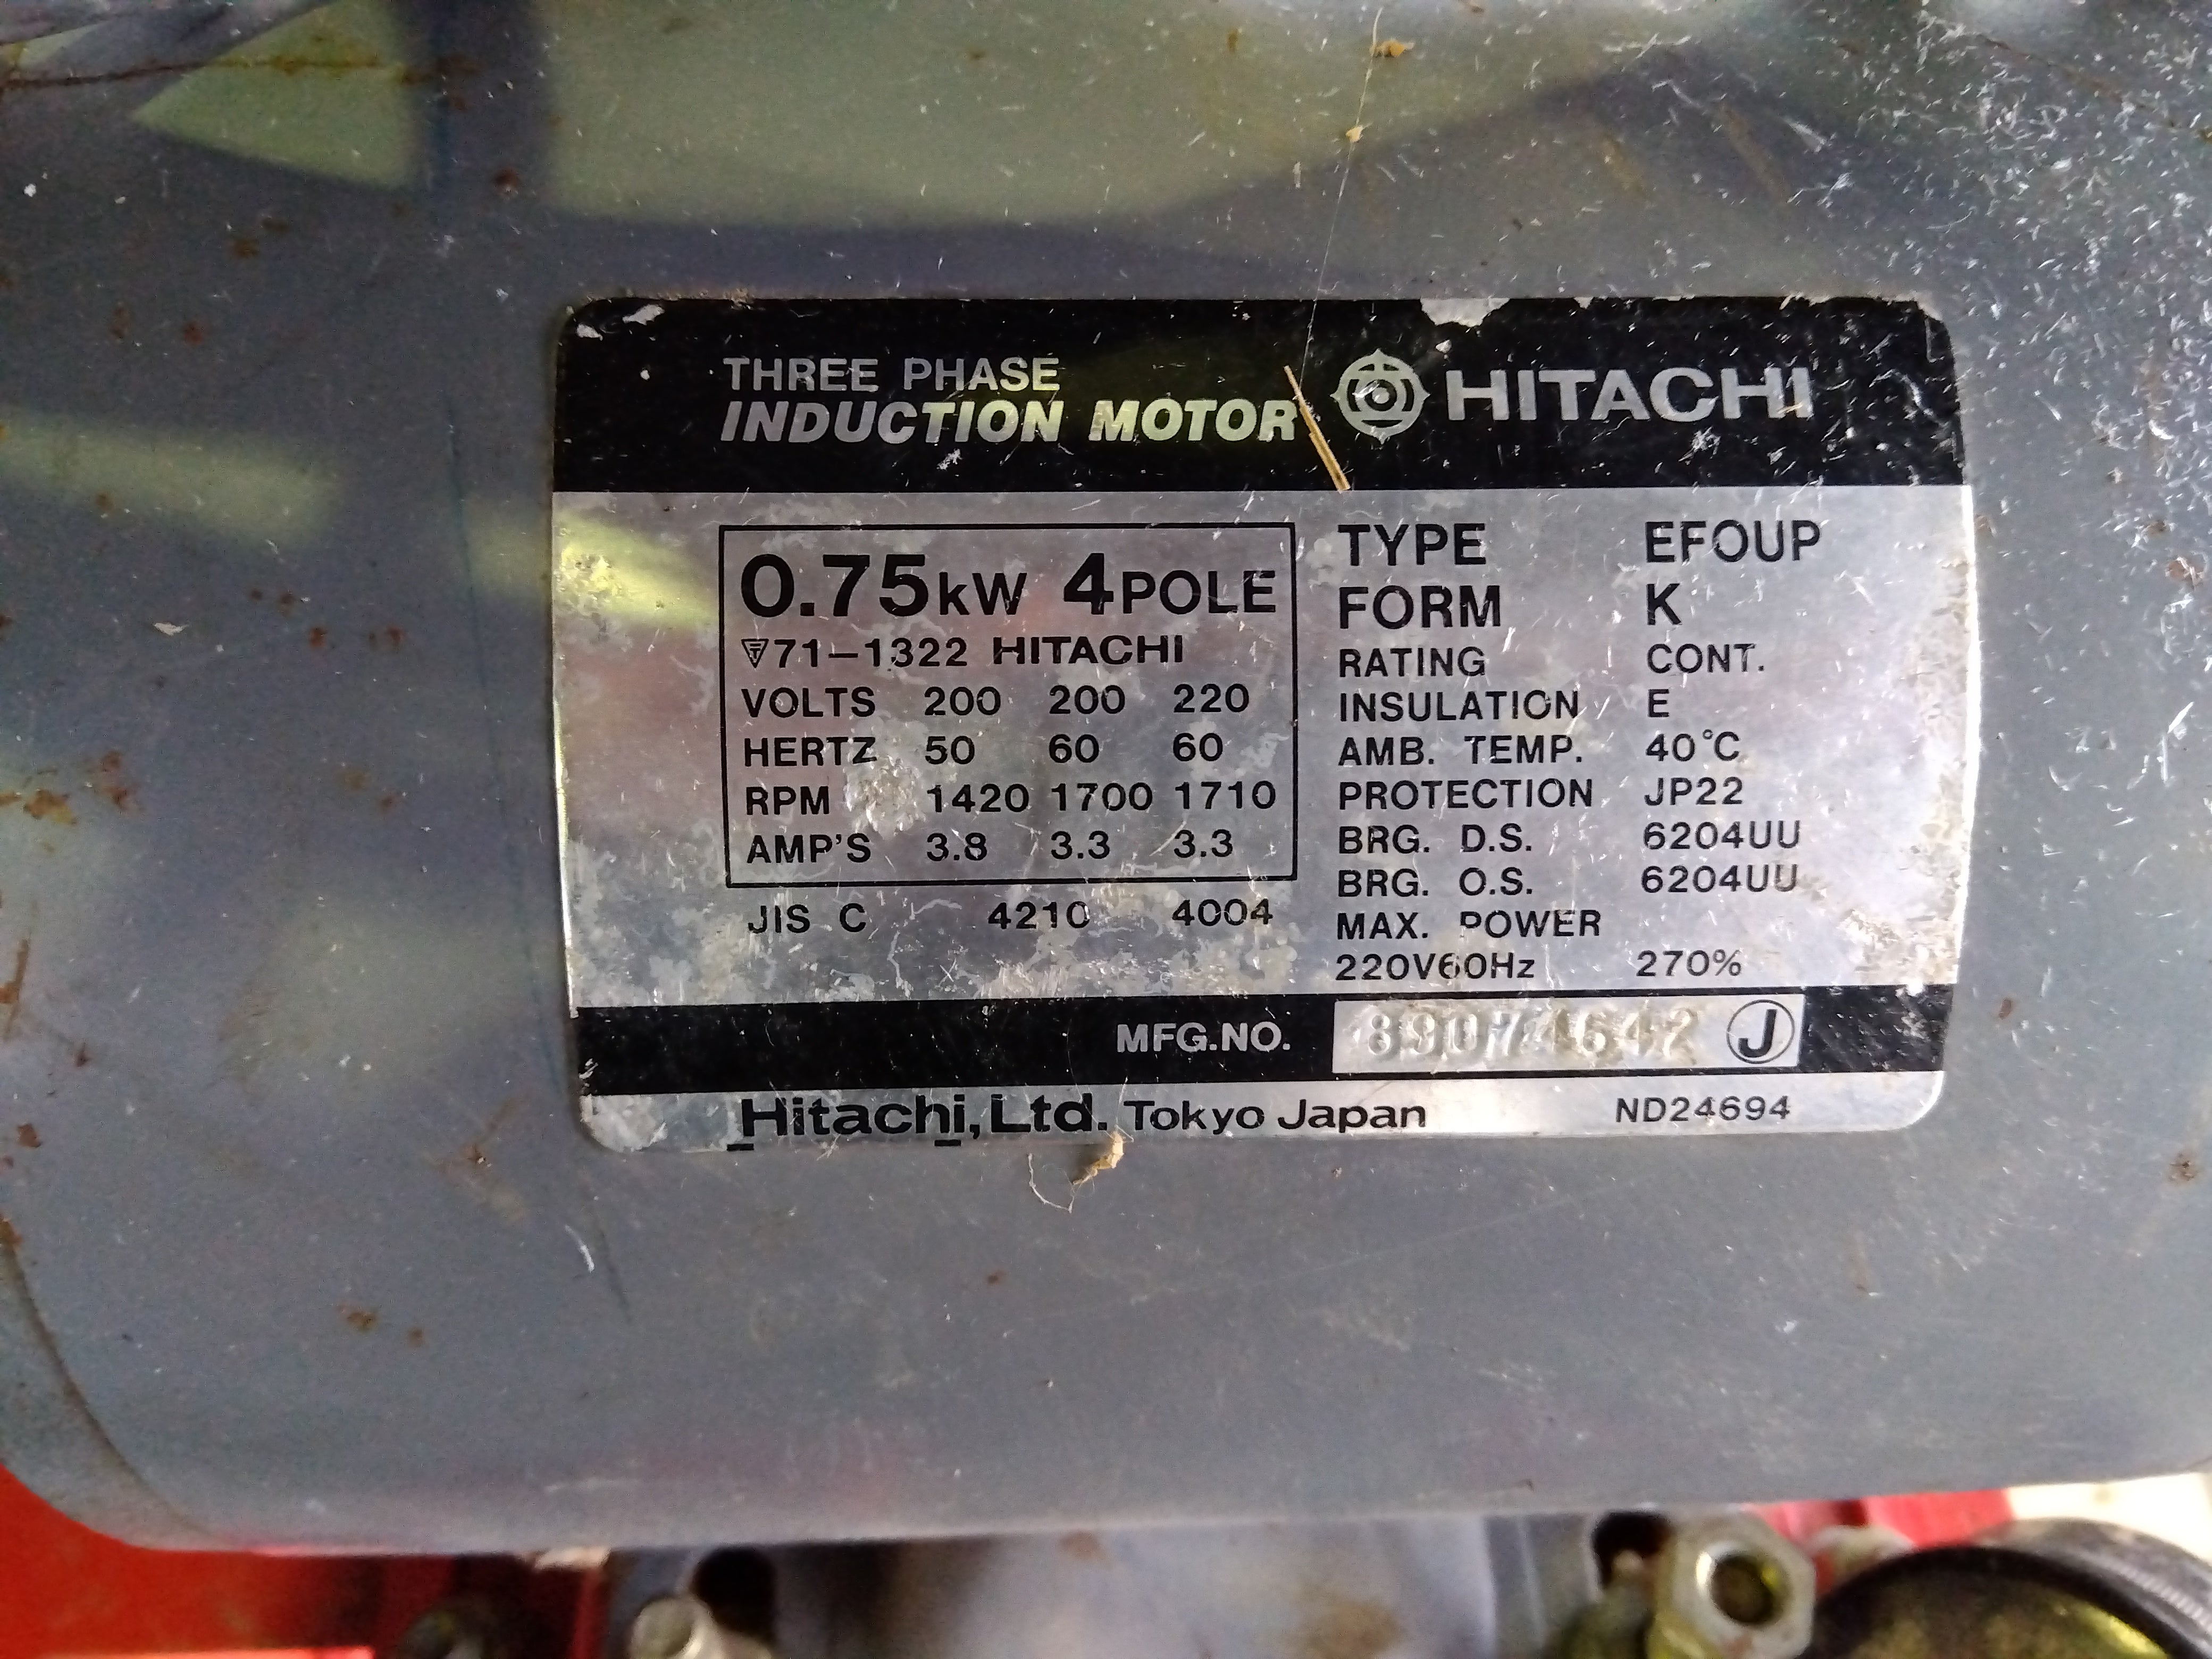 THREE PHASE
INDUCTION MOTOR HITACHI
0.75kW 4POLE
71-1322 HITACHI
VOLTS 200 200 220
HERTZ 50 60 60
RPM 1420 1700 1710
AMP'S 3.8 3.3 3.3
JIS C 4210 4004
TYPE EFOUP
FORM K
RATING CONT.
INSULATION E
AMB. TEMP. 40°C
PROTECTION JP22
BRG. D.S. 6204UU
BRG. O.S. 6204UU
MAX. POWER
220V60Hz 270%
MFG.NO. J
Hitachi, Ltd. Tokyo Japan ND24694